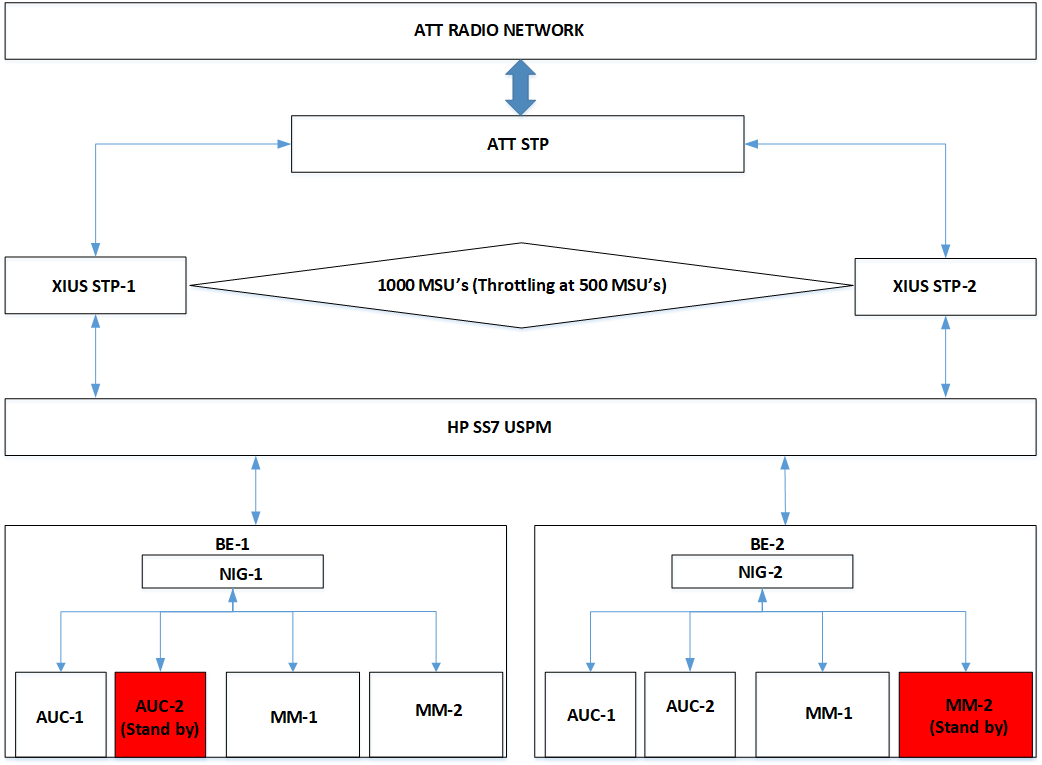 ATT RADIO NETWORK
ATT STP
XIUS STP-1
1000 MSU's (Throttling at 500 MSU's)
XIUS STP-2
HP SS7 USPM
BE-1
NIG-1
AUC-1
AUC-2
(Stand by)
MM-1
MM-2
BE-2
NIG-2
AUC-1
AUC-2
MM-1
MM-2
(Stand by)